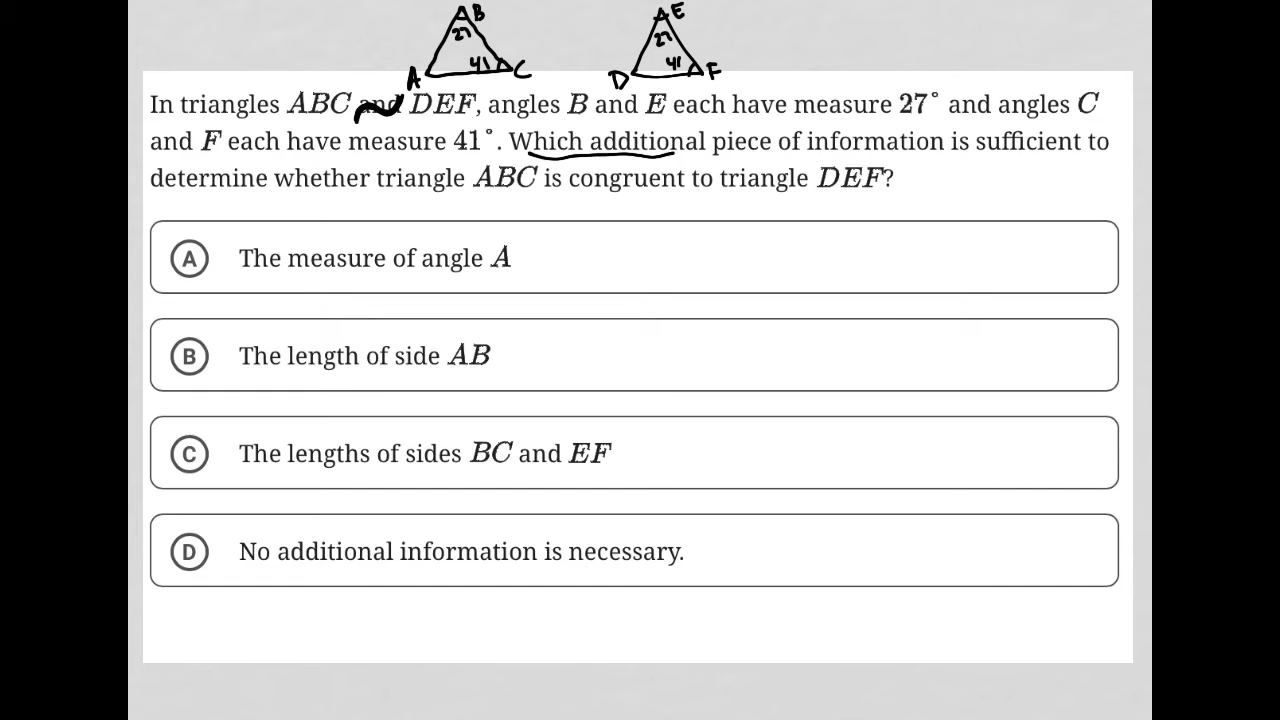 B
27
41
A
C
E
27
41
D
F
In triangles ABC and DEF, angles B and E each have measure 27° and angles C
and F each have measure 41°. Which additional piece of information is sufficient to
determine whether triangle ABC is congruent to triangle DEF?
A The measure of angle A
B The length of side AB
C The lengths of sides BC and EF
D No additional information is necessary.